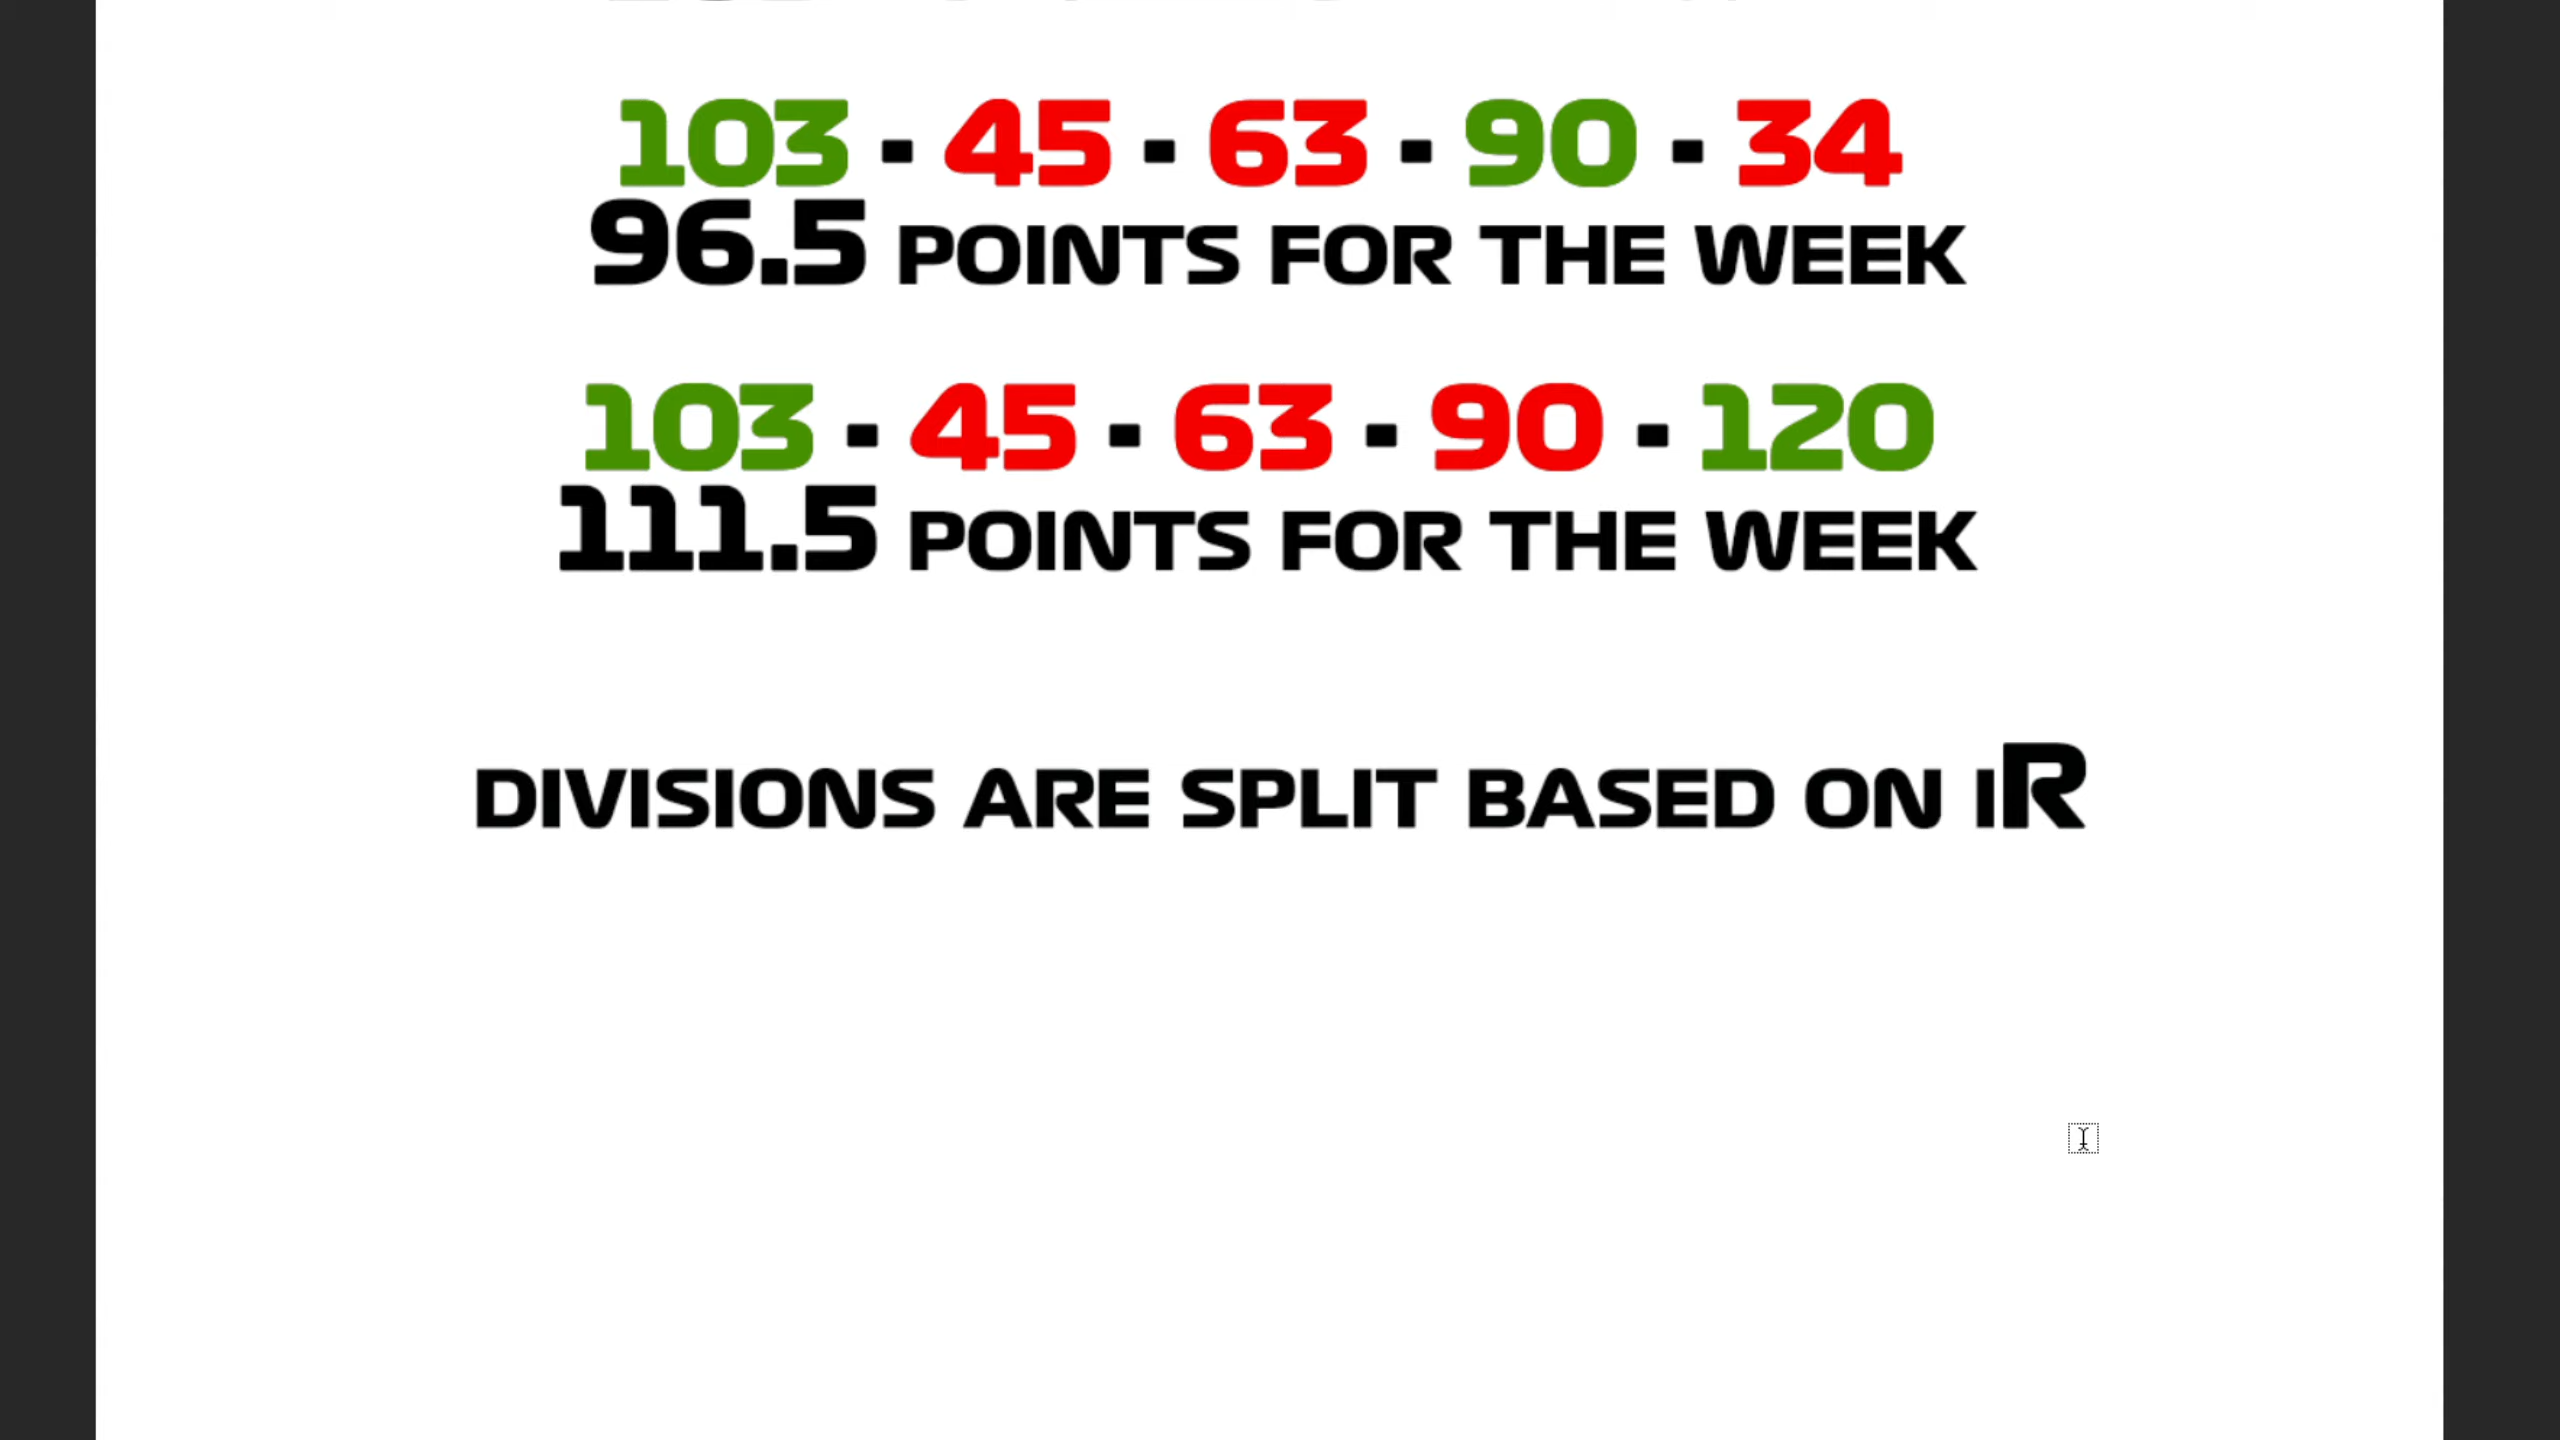 103 - 45 - 63 - 90 - 34
96.5 POINTS FOR THE WEEK
103 - 45 - 63 - 90 - 120
111.5 POINTS FOR THE WEEK
DIVISIONS ARE SPLIT BASED ON iR